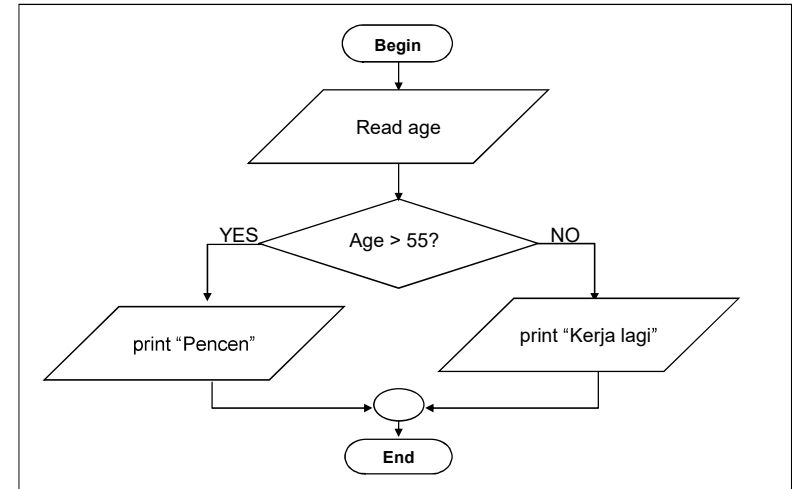 Begin
Read age
Age > 55?
YES
NO
print “Pencen”
print “Kerja lagi”
End